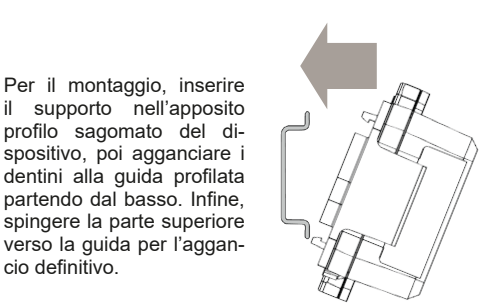 Per il montaggio, inserire
il supporto nell'apposito
profilo sagomato del di-
spositivo, poi agganciare i
dentini alla guida profilata
partendo dal basso. Infine,
spingere la parte superiore
verso la guida per l'aggan-
cio definitivo.